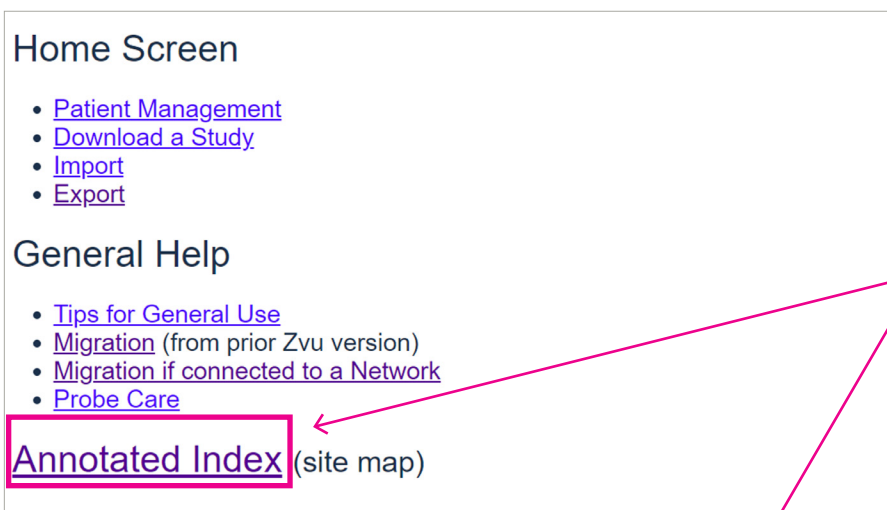 Home Screen
Patient Management
Download a Study
Import
Export
General Help
Tips for General Use
Migration (from prior Zvu version)
Migration if connected to a Network
Probe Care
Annotated Index (site map)